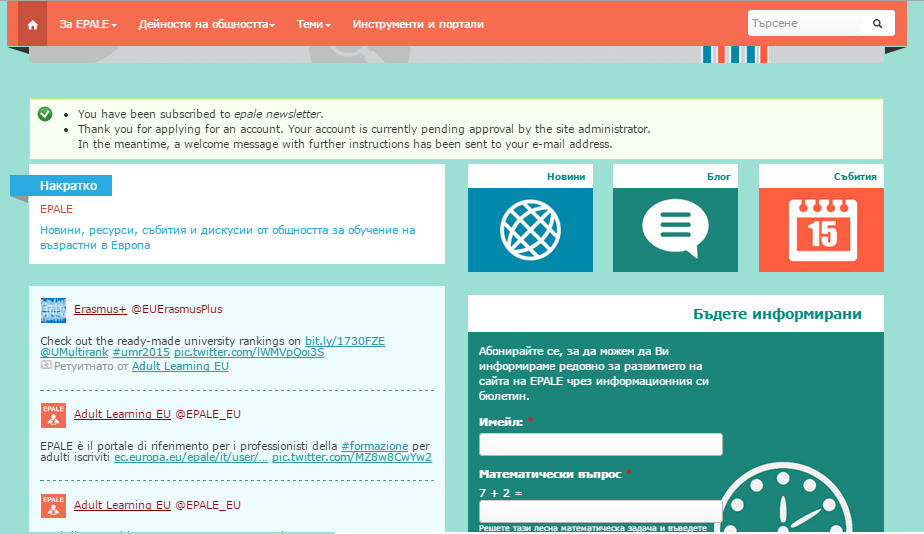 За EPALE Дейности на общността Теми Инструменти и портали Търсене
You have been subscribed to epale newsletter.
Thank you for applying for an account. Your account is currently pending approval by the site administrator.
In the meantime, a welcome message with further instructions has been sent to your e-mail address.
Накратко
EPALE
Новини, ресурси, събития и дискусии от общността за обучение на
възрастни в Европа
Новини
Блог
Събития
15
Erasmus+ @EUErasmusPlus
Check out the ready-made university rankings on bit.ly/1730FZE
@UMultirank #umr2015 pic.twitter.com/lWMVpQoi3S
Ретуитнато от Adult Learning EU
EPALE
Adult Learning EU @EPALE_EU
EPALE è il portale di riferimento per i professionisti della #formazione per
adulti iscriviti ec.europa.eu/epale/it/user/... pic.twitter.com/MZ8w8CwYw2
EPALE
Adult Learning EU @EPALE_EU
Бъдете информирани
Абонирайте се, за да можем да Ви
информираме редовно за развитието на
сайта на EPALE чрез информационния си
бюлетин.
Имейл: *
Математически въпрос *
7 + 2 =
Решете тази лесна математическа задача и въведете